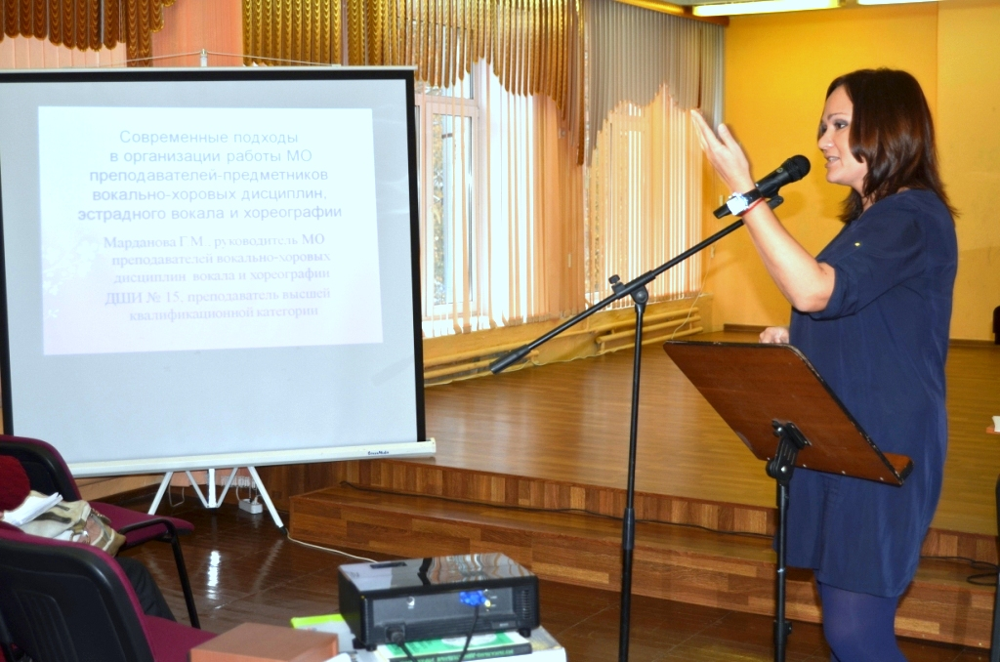 Современные подходы
в организации работы МО
преподавателей-предметников
вокально-хоровых дисциплин,
эстрадного вокала и хореографии
Марданова Г.М., руководитель МО
преподавателей вокально-хоровых
дисциплин вокала и хореографии
ДШИ № 15, преподаватель высшей
квалификационной категории